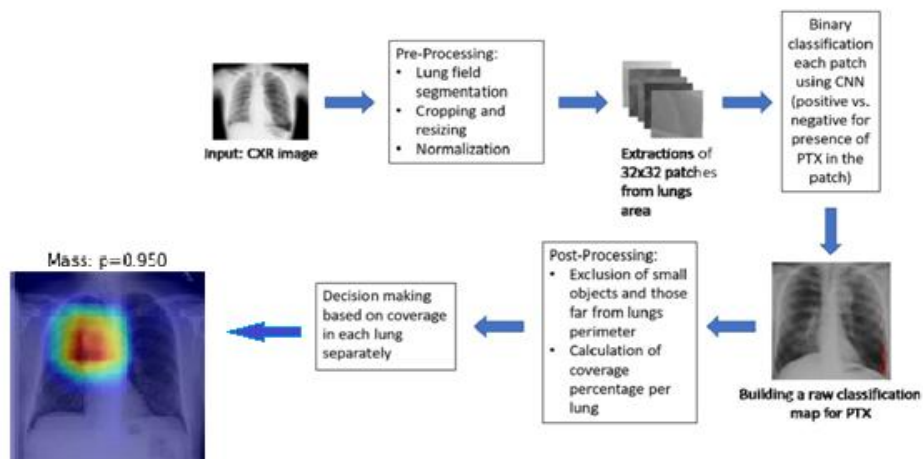 Input: CXR image
Pre-Processing:
• Lung field
segmentation
• Cropping and
resizing
• Normalization
Extractions of
32x32 patches
from lungs
area
Binary
classification
each patch
using CNN
(positive vs.
negative for
presence of
PTX in the
patch)
Building a raw classification
map for PTX
Post-Processing:
• Exclusion of small
objects and those
far from lungs
perimeter
• Calculation of
coverage
percentage per
lung
Decision making
based on coverage
in each lung
separately
Mass: p=0.950